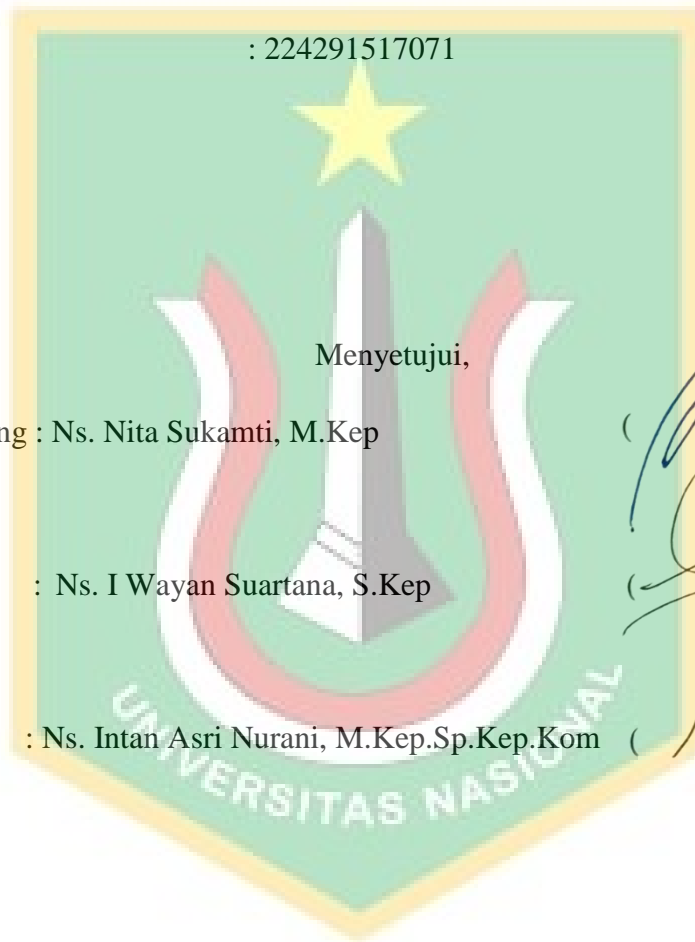 : 224291517071
Menyetujui,
ng : Ns. Nita Sukamti, M.Kep (
: Ns. I Wayan Suartana, S.Kep (
: Ns. Intan Asri Nurani, M.Kep.Sp.Kep.Kom (
UNIVERSITAS NASIONAL